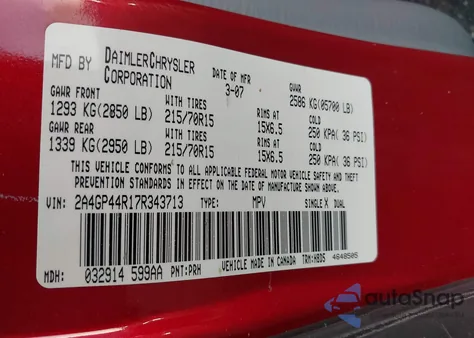 MFD BY DAIMLERCHRYSLER CORPORATION DATE OF MFR 3-07 GVWR 2586 KG(05700 LB)
GAWR FRONT WITH TIRES RIMS AT COLD
1293 KG(2850 LB) 215/70R15 15X6.5 250 KPA( 36 PSI)
GAWR REAR WITH TIRES RIMS AT COLD
1339 KG(2950 LB) 215/70R15 15X6.5 250 KPA( 36 PSI)
THIS VEHICLE CONFORMS TO ALL APPLICABLE FEDERAL MOTOR VEHICLE SAFETY AND THEFT
PREVENTION STANDARDS IN EFFECT ON THE DATE OF MANUFACTURE SHOWN ABOVE.
VIN: 2A4GP44R17R343713 TYPE: MPV SINGLE X DUAL
VEHICLE MADE IN CANADA TRM:HBD5 4648505
MDH: 032914 599AA PNT:PRH
autoSnap